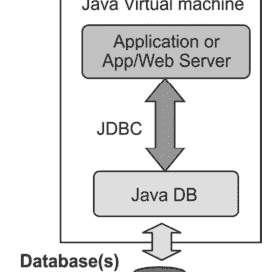 Java Virtual machine
Application or
App/Web Server
JDBC
Java DB
Database(s)